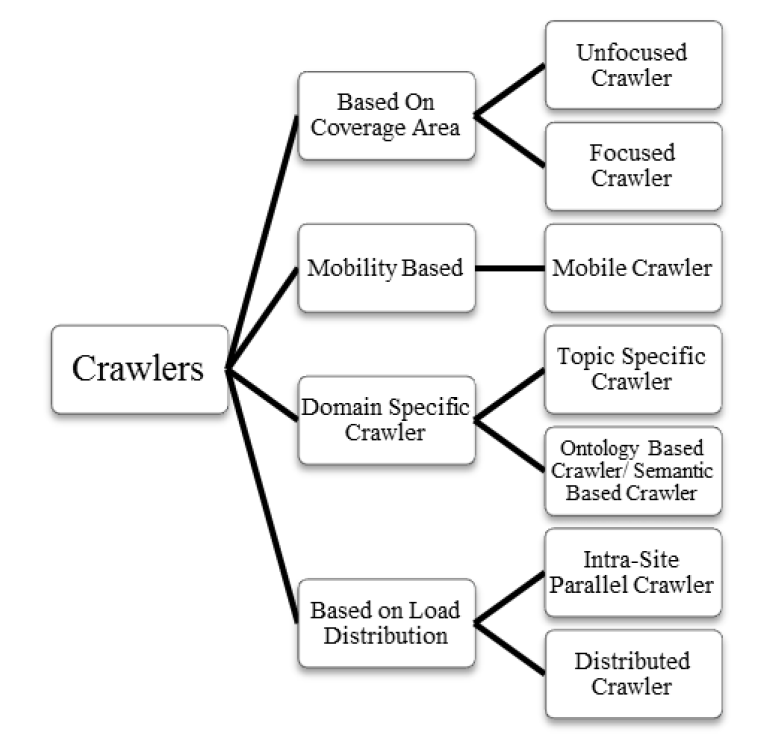 Crawlers
Based On
Coverage Area
Unfocused
Crawler
Focused
Crawler
Mobility Based
Mobile Crawler
Domain Specific
Crawler
Topic Specific
Crawler
Ontology Based
Crawler/ Semantic
Based Crawler
Based on Load
Distribution
Intra-Site
Parallel Crawler
Distributed
Crawler